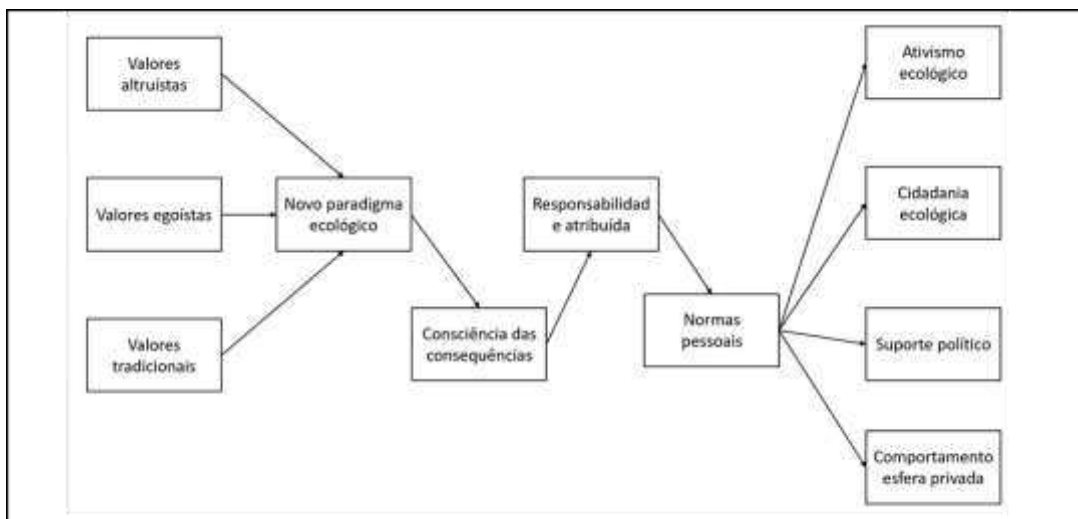 Valores
altruístas
Valores egoístas
Valores
tradicionais
Novo paradigma
ecológico
Consciência das
consequências
Responsabilidad
e atribuída
Normas
pessoais
Ativismo
ecológico
Cidadania
ecológica
Suporte político
Comportamento
esfera privada